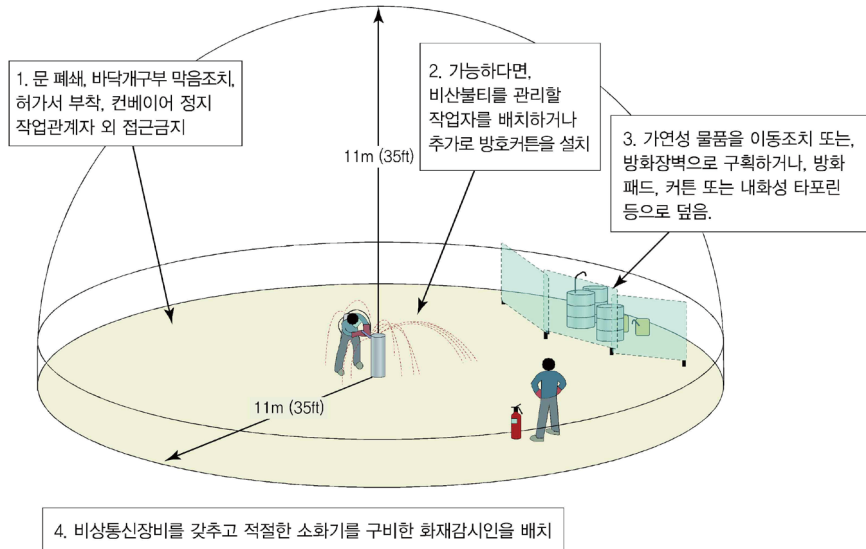 1. 문 폐쇄, 바닥개구부 막음조치,
허가서 부착, 컨베이어 정지
작업관계자 외 접근금지
2. 가능하다면,
비산불티를 관리할
작업자를 배치하거나
추가로 방호커튼을 설치
3. 가연성 물품을 이동조치 또는,
방화장벽으로 구획하거나, 방화
패드, 커튼 또는 내화성 타포린
등으로 덮음.
11m (35ft)
11m (35ft)
4. 비상통신장비를 갖추고 적절한 소화기를 구비한 화재감시인을 배치